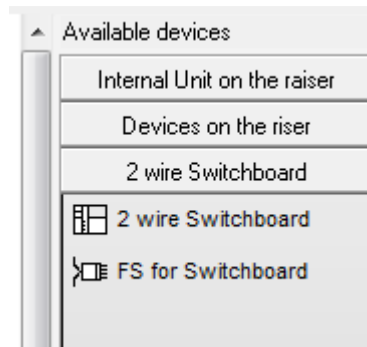 Available devices
Internal Unit on the raiser
Devices on the riser
2 wire Switchboard
2 wire Switchboard
FS for Switchboard